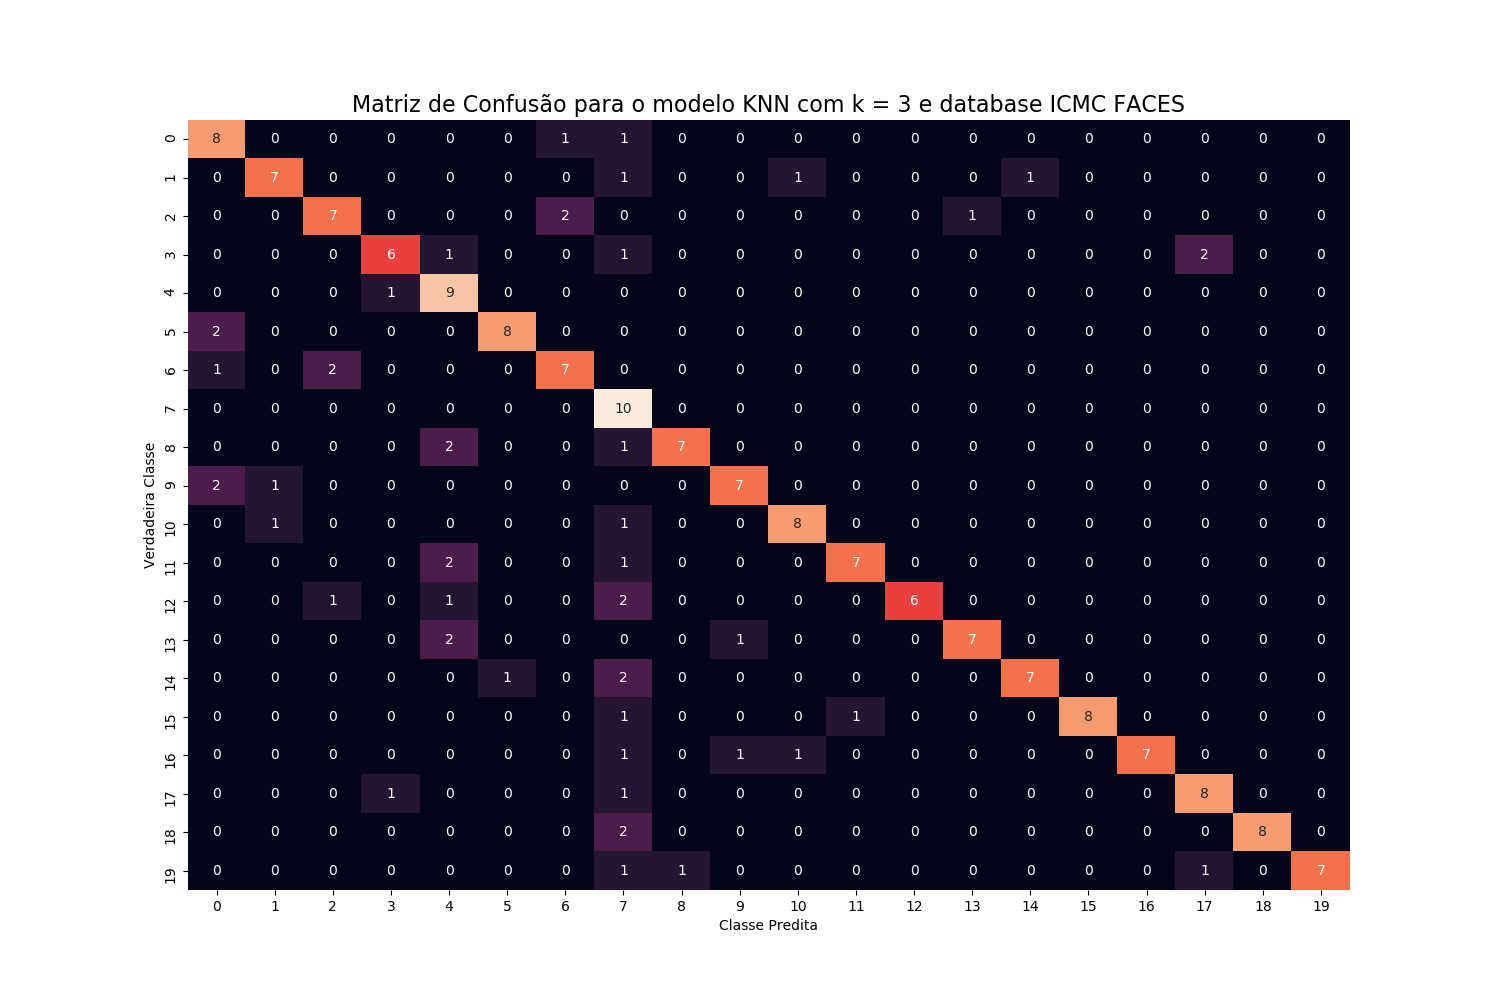 Matriz de Confusão para o modelo KNN com k = 3 e database ICMC FACES
Verdadeira Classe
0 8 0 0 0 0 0 1 1 0 0 0 0 0 0 0 0 0 0 0 0
1 0 7 0 0 0 0 0 1 0 0 1 0 0 0 1 0 0 0 0 0
2 0 0 7 0 0 0 2 0 0 0 0 0 0 1 0 0 0 0 0 0
3 0 0 0 6 1 0 0 1 0 0 0 0 0 0 0 0 0 2 0 0
4 0 0 0 1 9 0 0 0 0 0 0 0 0 0 0 0 0 0 0 0
5 2 0 0 0 0 8 0 0 0 0 0 0 0 0 0 0 0 0 0 0
6 1 0 2 0 0 0 7 0 0 0 0 0 0 0 0 0 0 0 0 0
7 0 0 0 0 0 0 0 10 0 0 0 0 0 0 0 0 0 0 0 0
8 0 0 0 0 2 0 0 1 7 0 0 0 0 0 0 0 0 0 0 0
9 2 1 0 0 0 0 0 0 0 7 0 0 0 0 0 0 0 0 0 0
10 0 1 0 0 0 0 0 1 0 0 8 0 0 0 0 0 0 0 0 0
11 0 0 0 0 2 0 0 1 0 0 0 7 0 0 0 0 0 0 0 0
12 0 0 1 0 1 0 0 2 0 0 0 0 6 0 0 0 0 0 0 0
13 0 0 0 0 2 0 0 0 0 1 0 0 0 7 0 0 0 0 0 0
14 0 0 0 0 0 1 0 2 0 0 0 0 0 0 7 0 0 0 0 0
15 0 0 0 0 0 0 0 1 0 0 0 1 0 0 0 8 0 0 0 0
16 0 0 0 0 0 0 0 1 0 1 1 0 0 0 0 0 7 0 0 0
17 0 0 0 1 0 0 0 1 0 0 0 0 0 0 0 0 0 8 0 0
18 0 0 0 0 0 0 0 2 0 0 0 0 0 0 0 0 0 0 8 0
19 0 0 0 0 0 0 0 1 1 0 0 0 0 0 0 0 0 1 0 7
0 1 2 3 4 5 6 7 8 9 10 11 12 13 14 15 16 17 18 19
Classe Predita